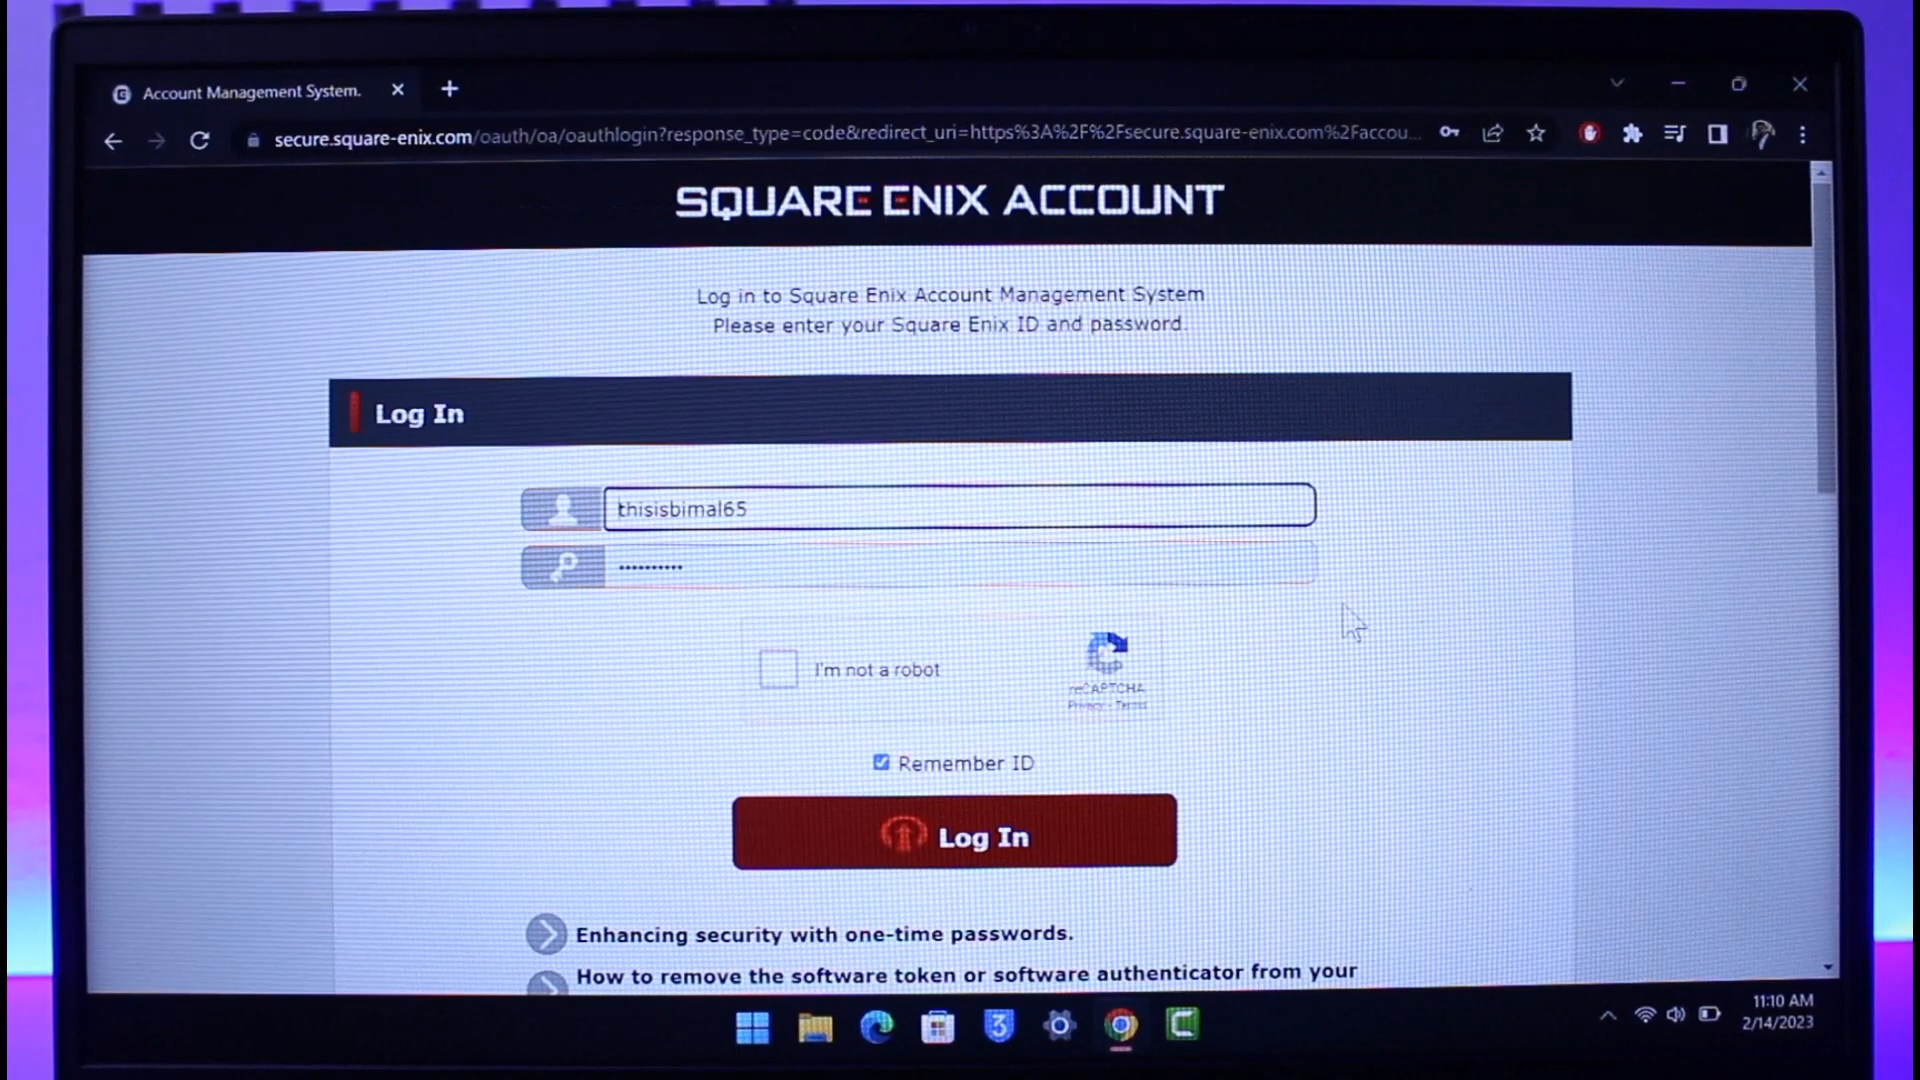 Account Management System.
secure.square-enix.com/oauth/oa/oauthlogin?response_type=code&redirect_uri=https%3A%2F%2Fsecure.square-enix.com%2Faccou...
SQUARE ENIX ACCOUNT
Log in to Square Enix Account Management System
Please enter your Square Enix ID and password.
Log In
thisisbimal65
••••••••••
I'm not a robot
reCAPTCHA
Privacy - Terms
Remember ID
Log In
Enhancing security with one-time passwords.
How to remove the software token or software authenticator from your
3
11:10 AM
2/14/2023